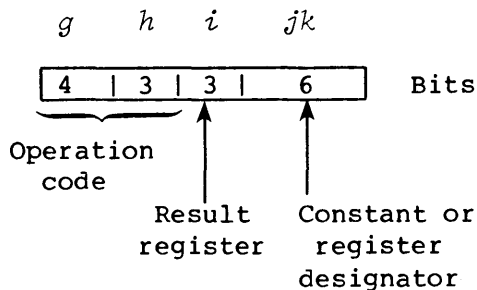 g h i jk
4 | 3 | 3 | 6 Bits
Operation
code
Result
register
Constant or
register
designator